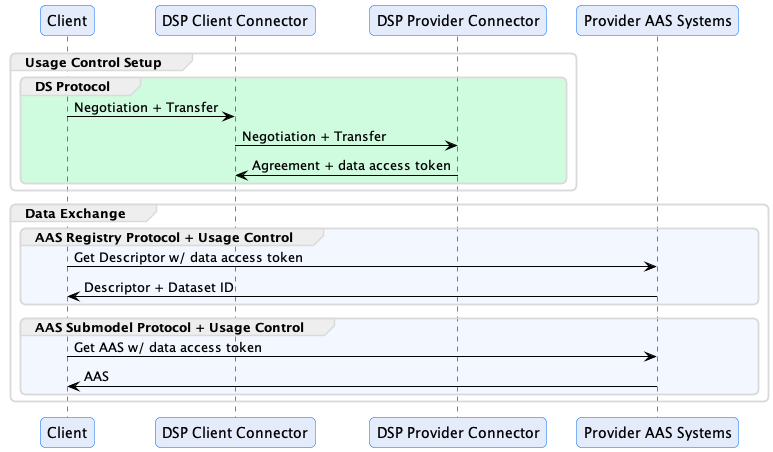 Client
DSP Client Connector
DSP Provider Connector
Provider AAS Systems
Usage Control Setup
DS Protocol
Negotiation + Transfer
Negotiation + Transfer
Agreement + data access token
Data Exchange
AAS Registry Protocol + Usage Control
Get Descriptor w/ data access token
Descriptor + Dataset ID
AAS Submodel Protocol + Usage Control
Get AAS w/ data access token
AAS
Client
DSP Client Connector
DSP Provider Connector
Provider AAS Systems